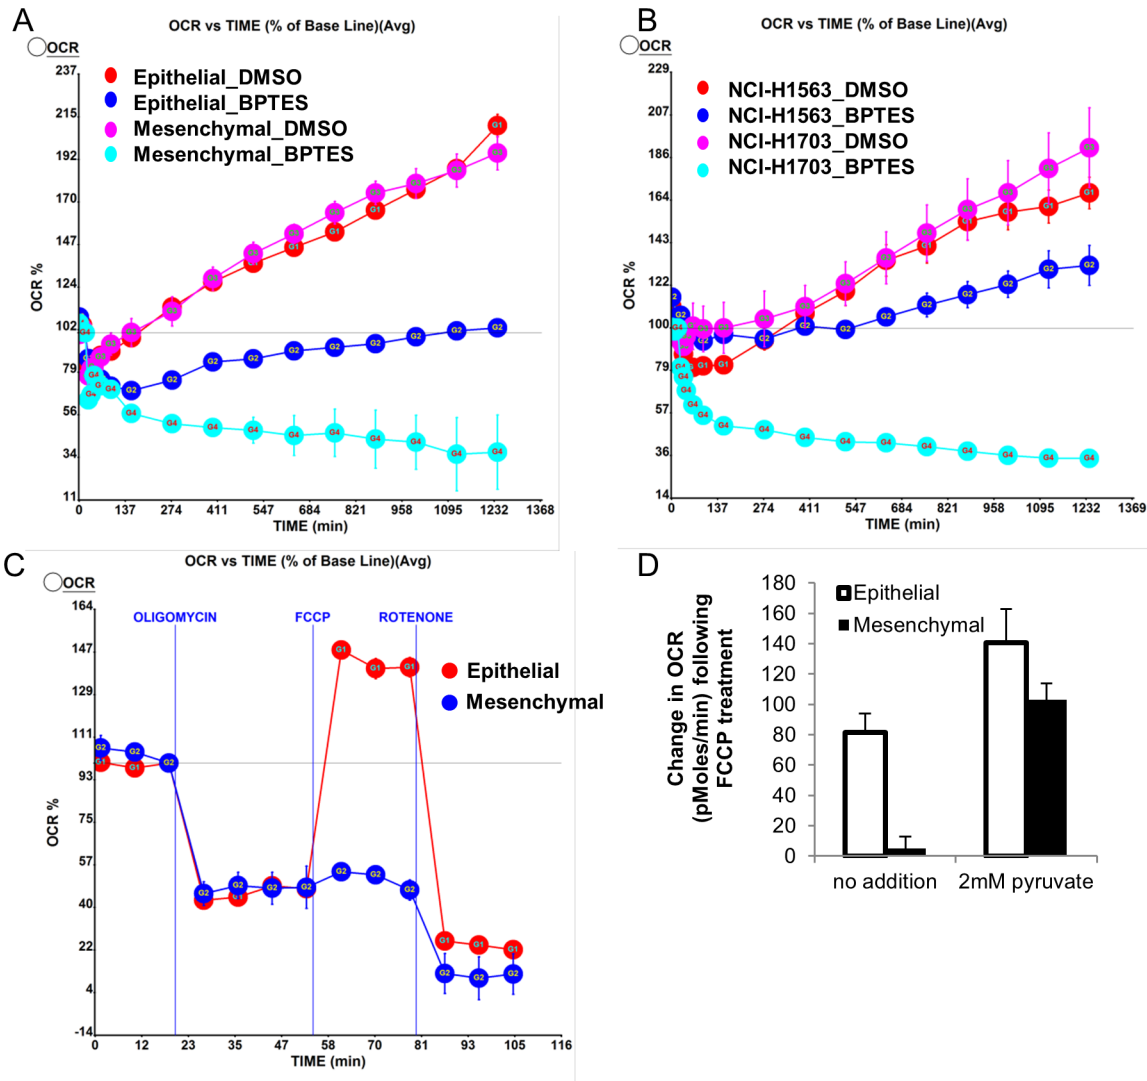 A
OCR vs TIME (% of Base Line)(Avg)
OCR
237
215
192
170
147
124
102
79
56
34
11
OCR %
Epithelial_DMSO
Epithelial_BPTES
Mesenchymal_DMSO
Mesenchymal_BPTES
0 137 274 411 547 684 821 958 1095 1232 1368
TIME (min)
B
OCR vs TIME (% of Base Line)(Avg)
OCR
229
207
186
164
143
122
100
79
57
36
14
OCR %
NCI-H1563_DMSO
NCI-H1563_BPTES
NCI-H1703_DMSO
NCI-H1703_BPTES
0 137 274 411 547 684 821 958 1095 1232 1369
TIME (min)
C
OCR vs TIME (% of Base Line)(Avg)
OCR
164
147
129
111
93
75
57
40
22
4
-14
OCR %
OLIGOMYCIN FCCP ROTENONE
Epithelial
Mesenchymal
0 12 23 35 47 58 70 81 93 105 116
TIME (min)
D
Change in OCR
(pMoles/min) following
FCCP treatment
180
160
140
120
100
80
60
40
20
0
Epithelial
Mesenchymal
no addition 2mM pyruvate